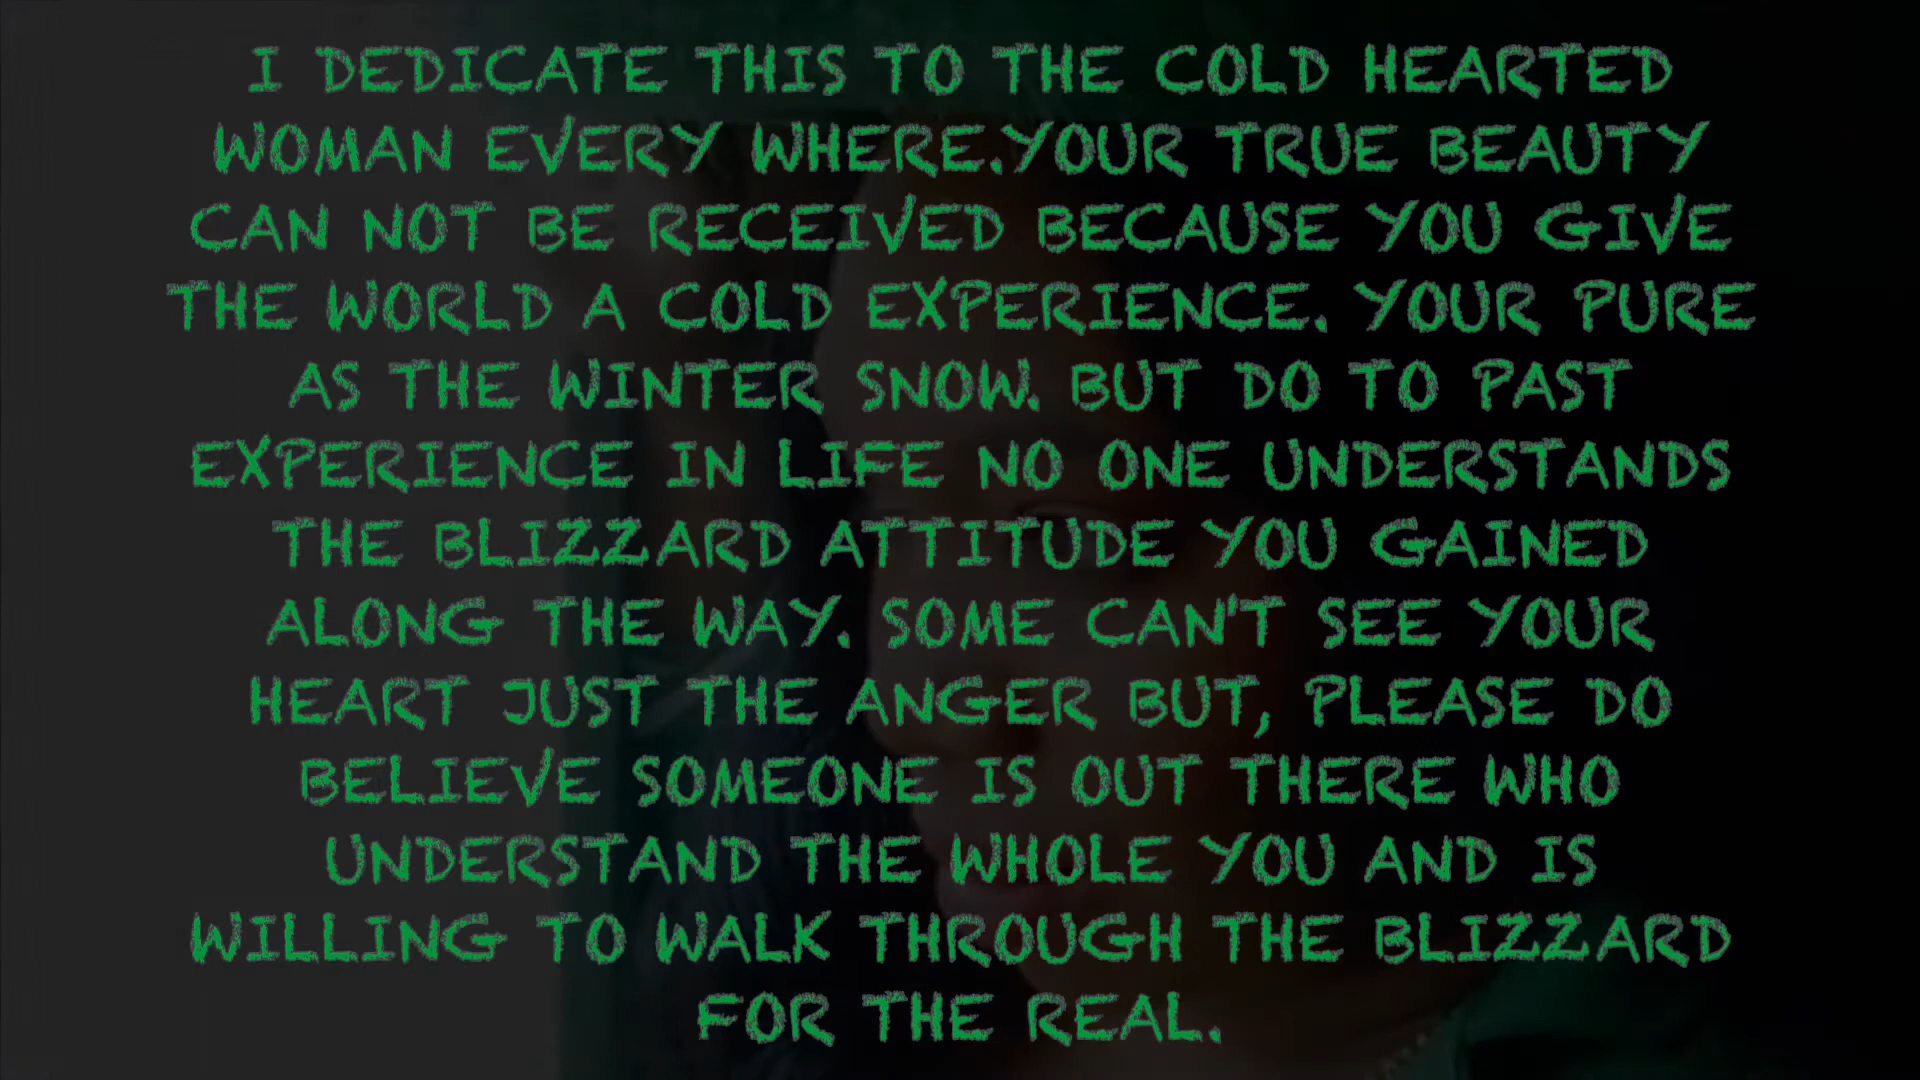 I DEDICATE THIS TO THE COLD HEARTED
WOMAN EVERY WHERE.YOUR TRUE BEAUTY
CAN NOT BE RECEIVED BECAUSE YOU GIVE
THE WORLD A COLD EXPERIENCE. YOUR PURE
AS THE WINTER SNOW. BUT DO TO PAST
EXPERIENCE IN LIFE NO ONE UNDERSTANDS
THE BLIZZARD ATTITUDE YOU GAINED
ALONG THE WAY. SOME CAN'T SEE YOUR
HEART JUST THE ANGER BUT, PLEASE DO
BELIEVE SOMEONE IS OUT THERE WHO
UNDERSTAND THE WHOLE YOU AND IS
WILLING TO WALK THROUGH THE BLIZZARD
FOR THE REAL.